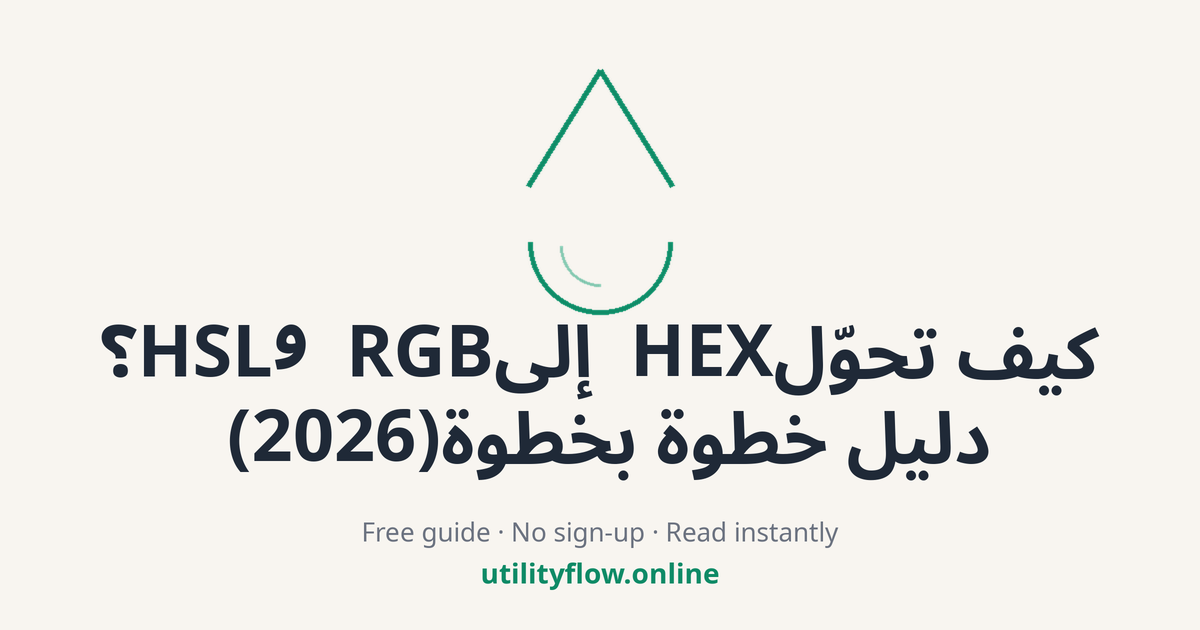 كيف تحوّل HEX إلى RGB وHSL؟
دليل خطوة بخطوة (2026)
Free guide · No sign-up · Read instantly
utilityflow.online